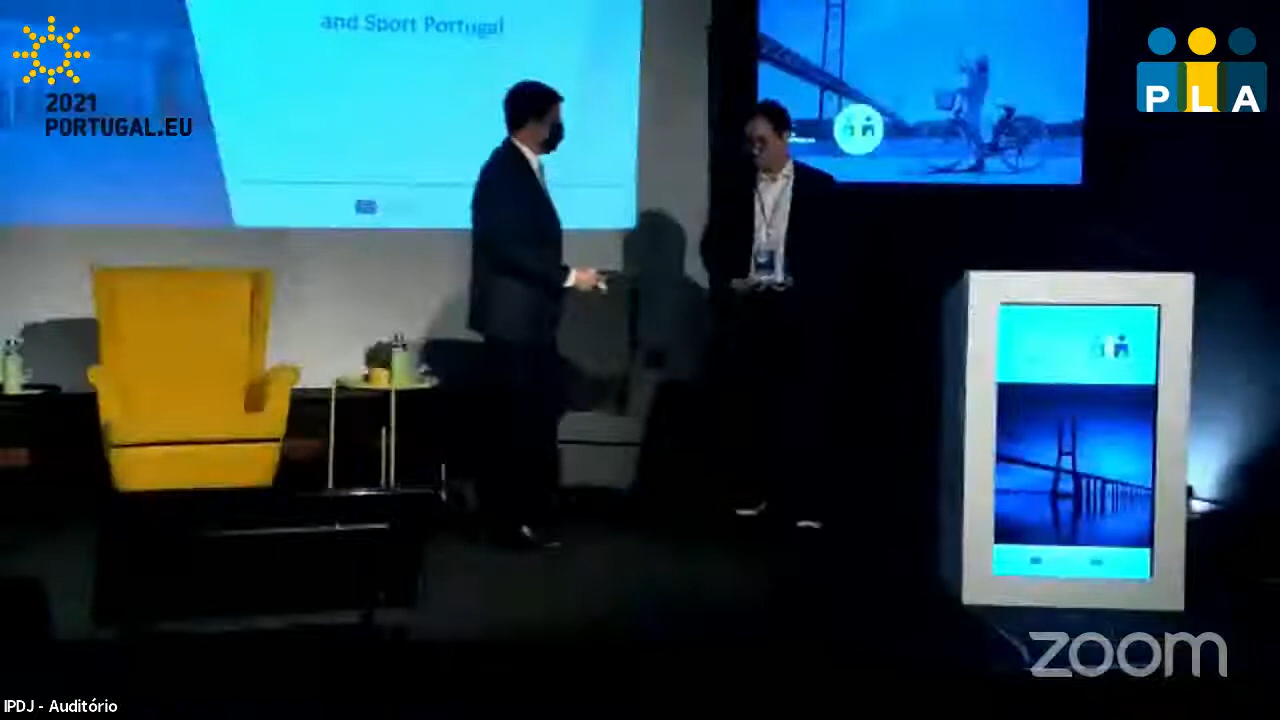 and Sport Portugal
2021
PORTUGAL.EU
PLA
zoom
IPDJ - Auditório